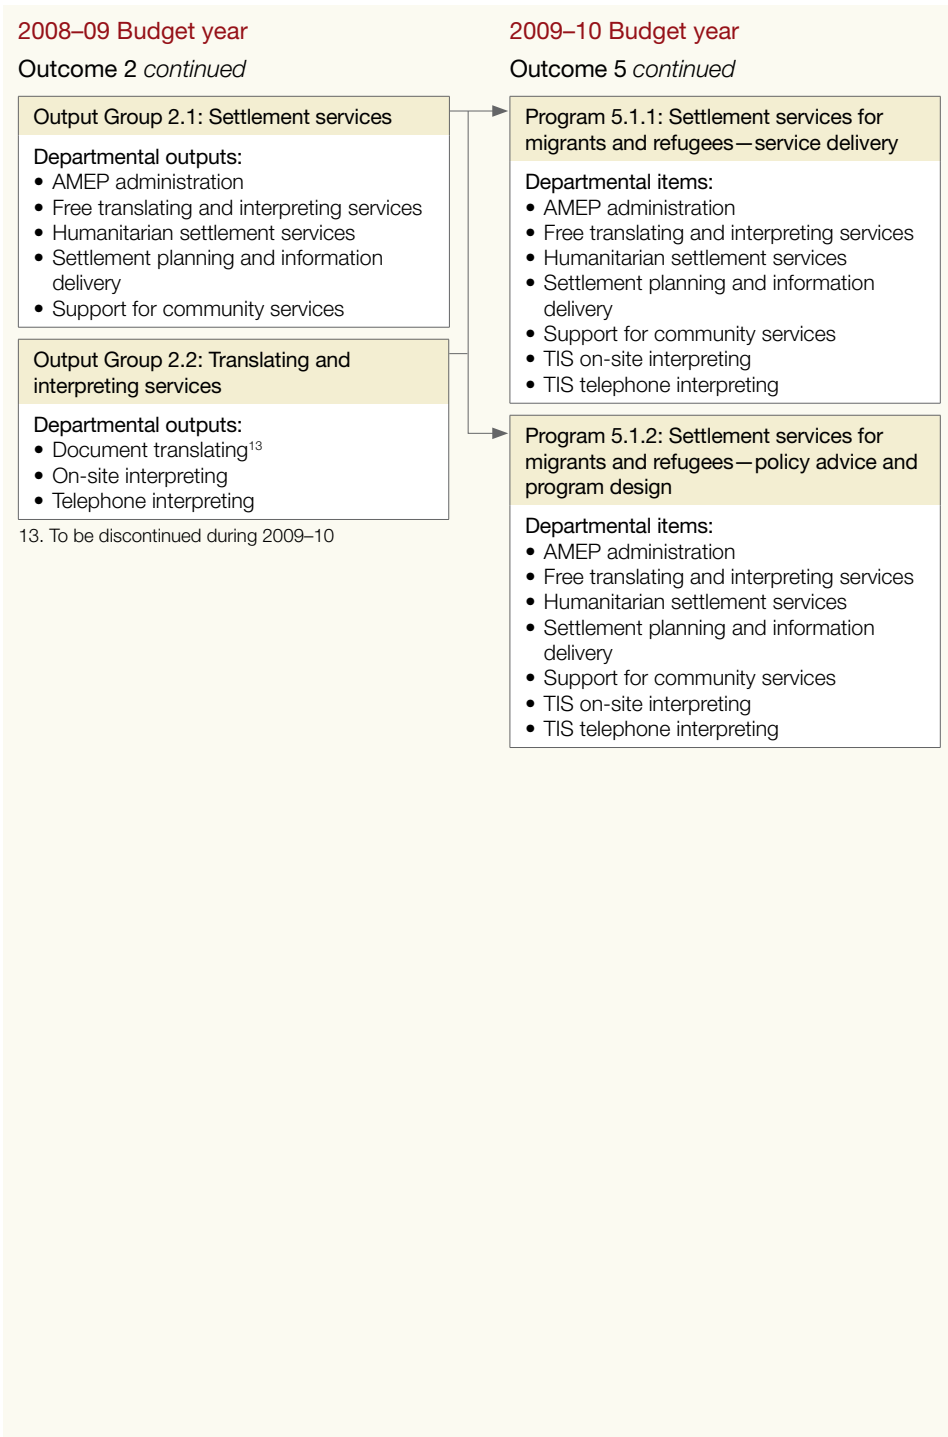 2008–09 Budget year
Outcome 2 continued
Output Group 2.1: Settlement services
Departmental outputs:
• AMEP administration
• Free translating and interpreting services
• Humanitarian settlement services
• Settlement planning and information
delivery
• Support for community services
Output Group 2.2: Translating and
interpreting services
Departmental outputs:
• Document translating¹³
• On-site interpreting
• Telephone interpreting
13. To be discontinued during 2009–10
2009–10 Budget year
Outcome 5 continued
Program 5.1.1: Settlement services for
migrants and refugees—service delivery
Departmental items:
• AMEP administration
• Free translating and interpreting services
• Humanitarian settlement services
• Settlement planning and information
delivery
• Support for community services
• TIS on-site interpreting
• TIS telephone interpreting
Program 5.1.2: Settlement services for
migrants and refugees—policy advice and
program design
Departmental items:
• AMEP administration
• Free translating and interpreting services
• Humanitarian settlement services
• Settlement planning and information
delivery
• Support for community services
• TIS on-site interpreting
• TIS telephone interpreting